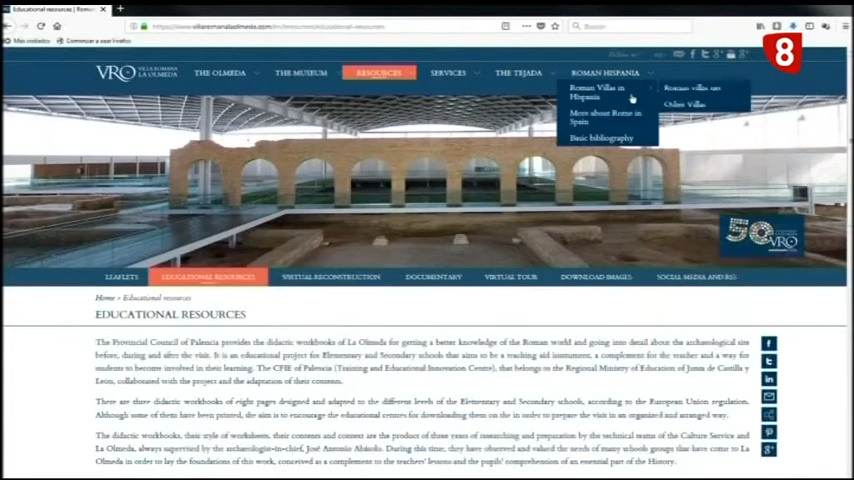 Educational resources | Roman
https://www.villaromanalaolmeda.com/en/resources/educational-resources
Search
Más visitados
Comenzar a usar Firefox
8
Follow us!
VRO VILLA ROMANA LA OLMEDA
THE OLMEDA
THE MUSEUM
RESOURCES
SERVICES
THE TEJADA
ROMAN HISPANIA
Roman Villas in
Hispania
More about Rome in
Spain
Basic bibliography
Roman villas net
Other Villas
50 VRO
LEAFLETS
EDUCATIONAL RESOURCES
VIRTUAL RECONSTRUCTION
DOCUMENTARY
VIRTUAL TOUR
DOWNLOAD IMAGES
SOCIAL MEDIA AND RSS
Home > Educational resources
EDUCATIONAL RESOURCES
The Provincial Council of Palencia provides the didactic workbooks of La Olmeda for getting a better knowledge of the Roman world and going into detail about the archaeological site
before, during and after the visit. It is an educational project for Elementary and Secondary schools that aims to be a teaching aid instrument, a complement for the teacher and a way for
students to become involved in their learning. The CFIE of Palencia (Training and Educational Innovation Centre), that belongs to the Regional Ministry of Education of Junta de Castilla y
León, collaborated with the project and the adaptation of their contents.
There are three didactic workbooks of eight pages designed and adapted to the different levels of the Elementary and Secondary schools, according to the European Union regulation.
Although some of them have been printed, the aim is to encourage the educational centres for downloading them on the in order to prepare the visit in an organized and arranged way.
The didactic workbooks, their style of worksheets, their contents and context are the product of three years of researching and preparation by the technical teams of the Culture Service and
La Olmeda, always supervised by the archaeologist-in-chief, José Antonio Abásolo. During this time, they have observed and valued the needs of many schools groups that have come to La
Olmeda in order to lay the foundations of this work, conceived as a complement to the teachers' lessons and the pupils' comprehension of an essential part of the History.